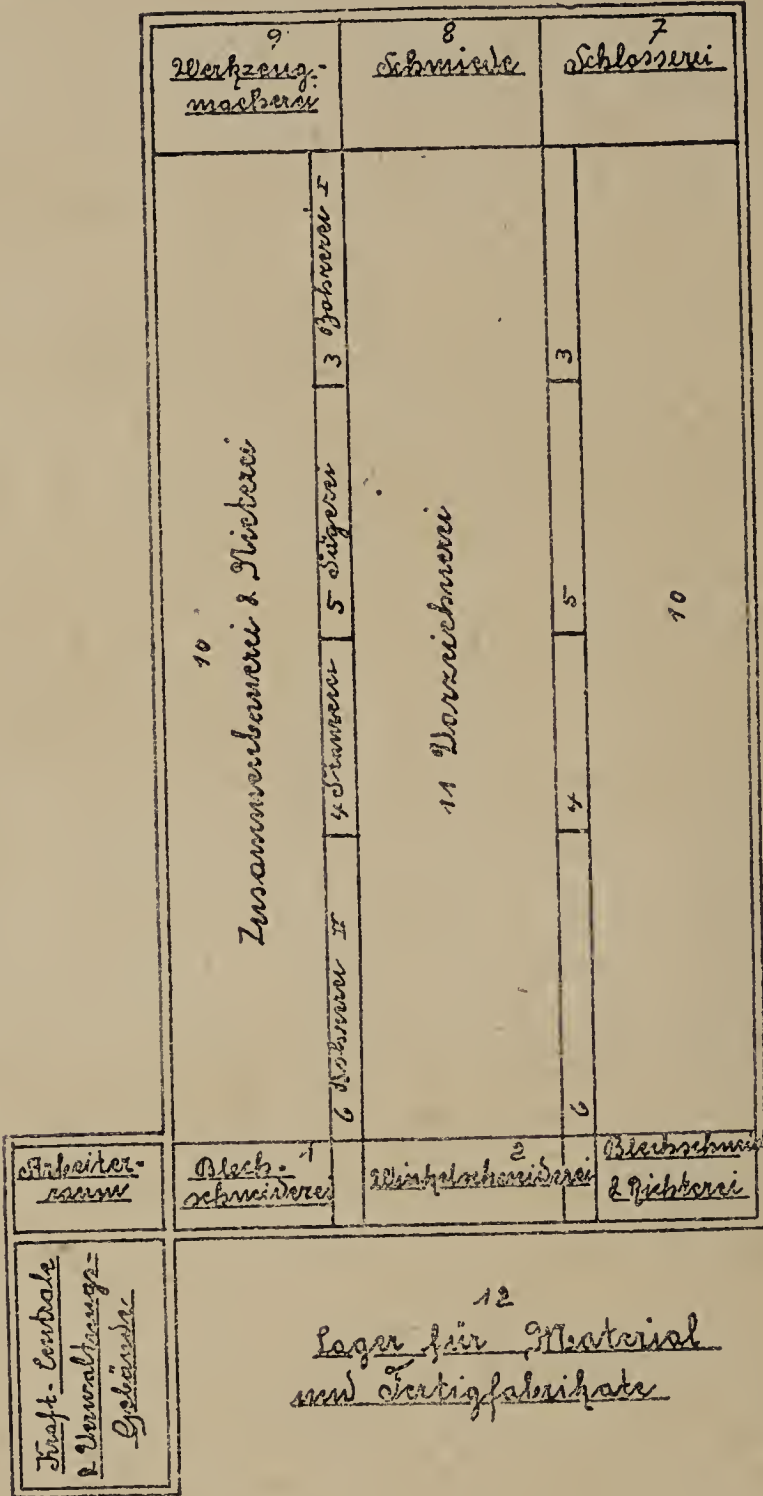 9
Werkzeug-
macherei
8
Schmiede
7
Schlosserei
3 Bohrerei I
3
10
Zusammenbauerei & Nieterei
5 Sägerei
11 Vorzeichnerei
5
10
4 Stanzerei
4
6 Bohrerei II
6
Arbeiter-
raum
1
Blech-
schneiderei
2
Winkelschneiderei
Blechschnei
& Richterei
Kraft-Centrale
& Verwaltungs-
Gebäude
12
Lager für Material
und Fertigfabrikate